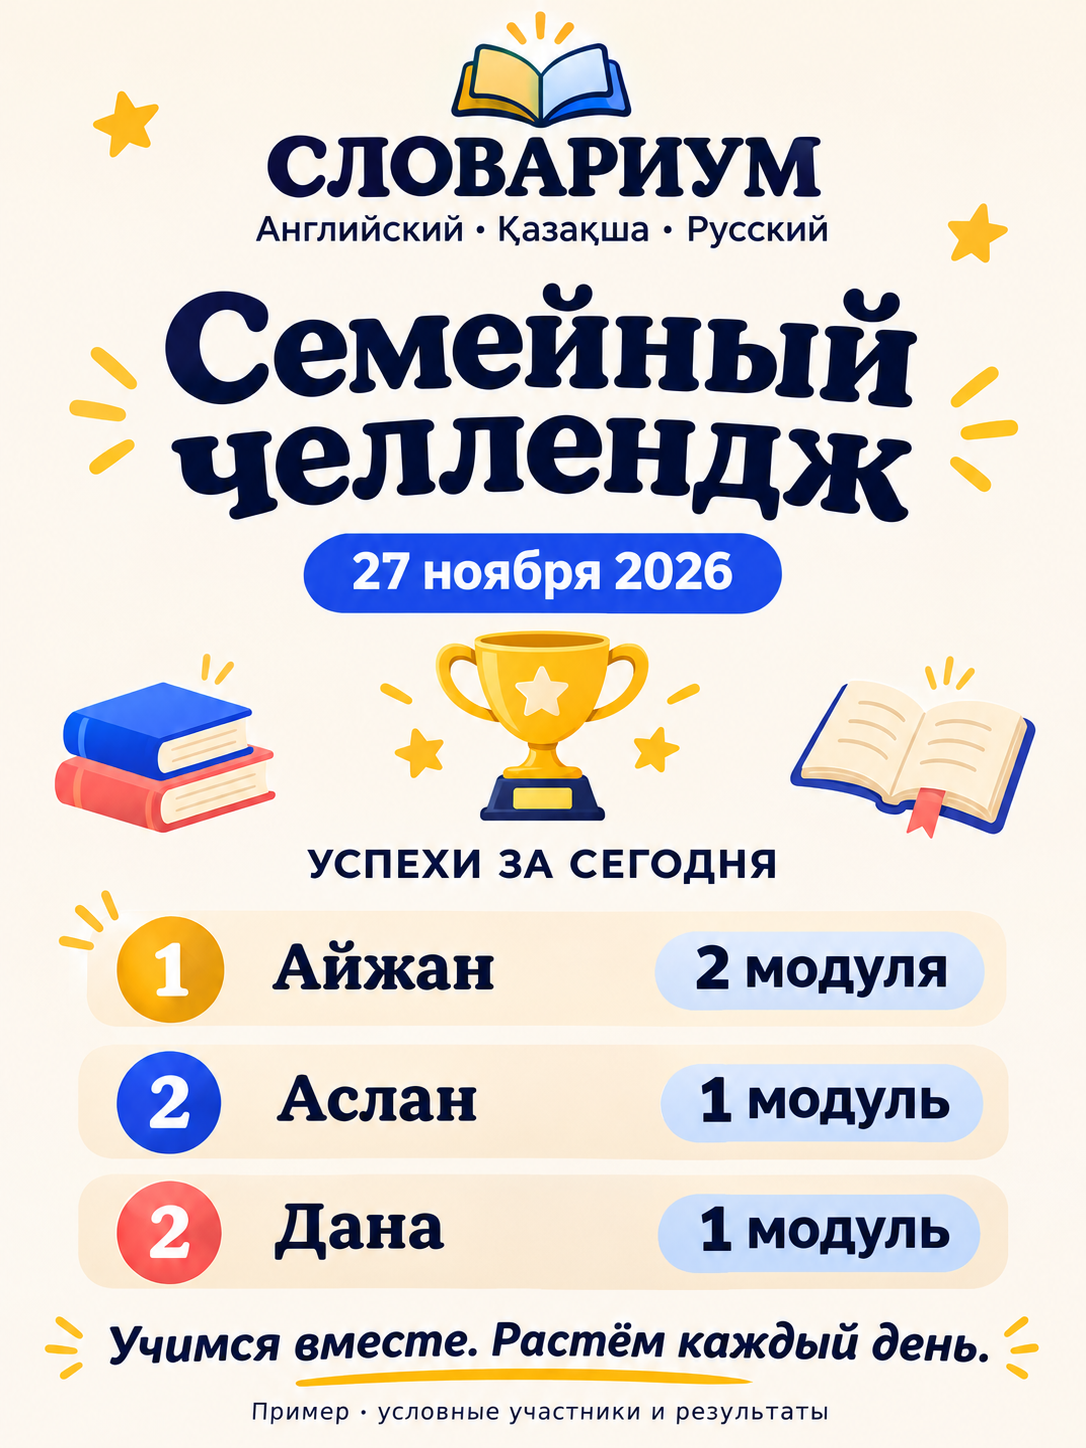 СЛОВАРИУМ
Английский • Қазақша • Русский
Семейный
челлендж
27 ноября 2026
УСПЕХИ ЗА СЕГОДНЯ
1 Айжан 2 модуля
2 Аслан 1 модуль
2 Дана 1 модуль
Учимся вместе. Растём каждый день.
Пример • условные участники и результаты